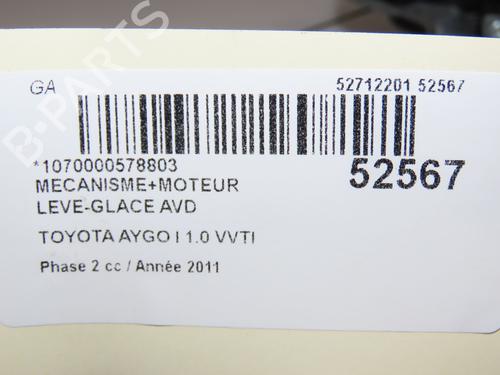 GA
52712201 52567
*1070000578803
52567
MECANISME+MOTEUR
LEVE-GLACE AVD
TOYOTA AYGO I 1.0 VVTI
Phase 2 cc / Année 2011
B-PARTS